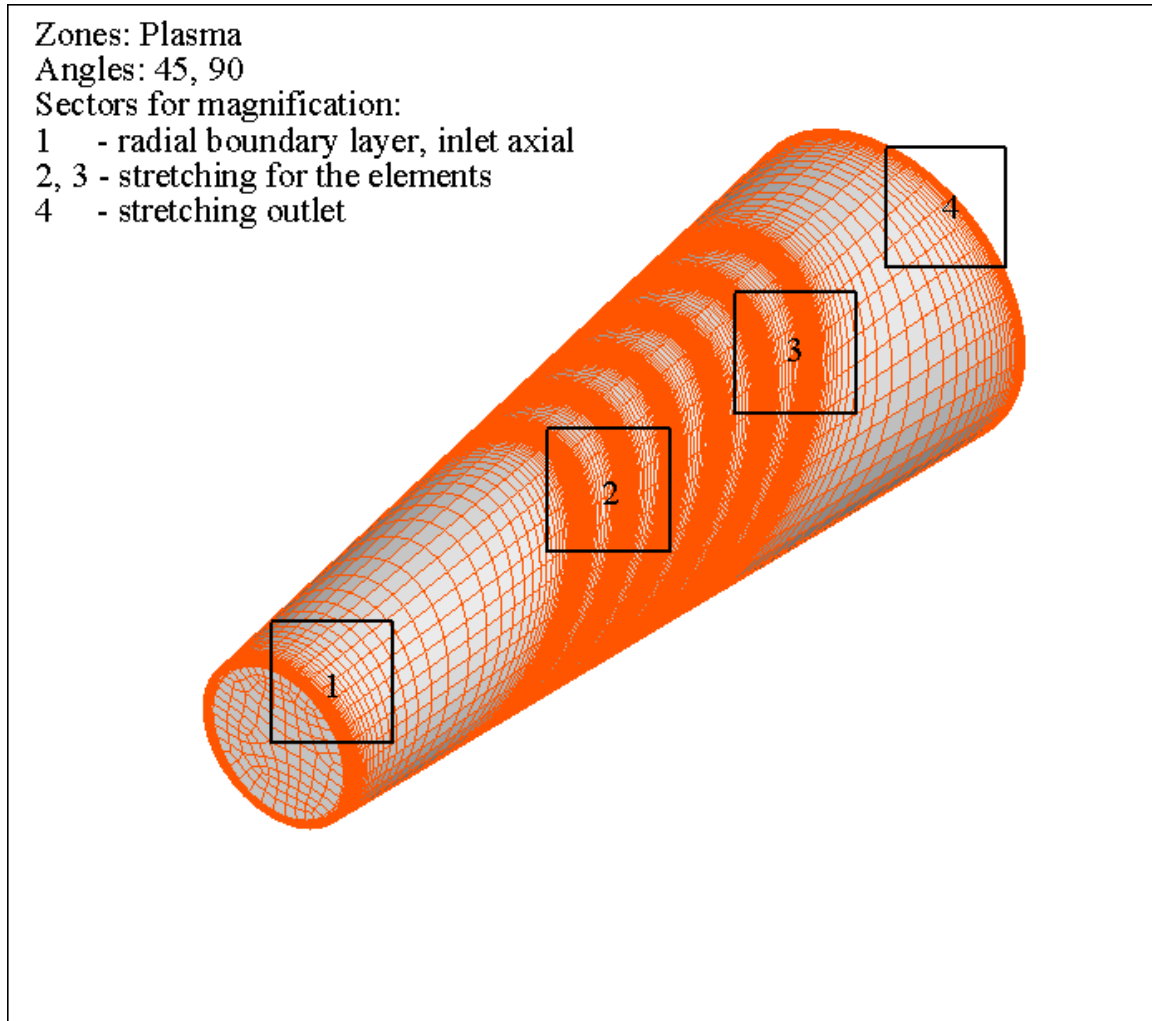 Zones: Plasma
Angles: 45, 90
Sectors for magnification:
1 - radial boundary layer, inlet axial
2, 3 - stretching for the elements
4 - stretching outlet
4
3
2
1